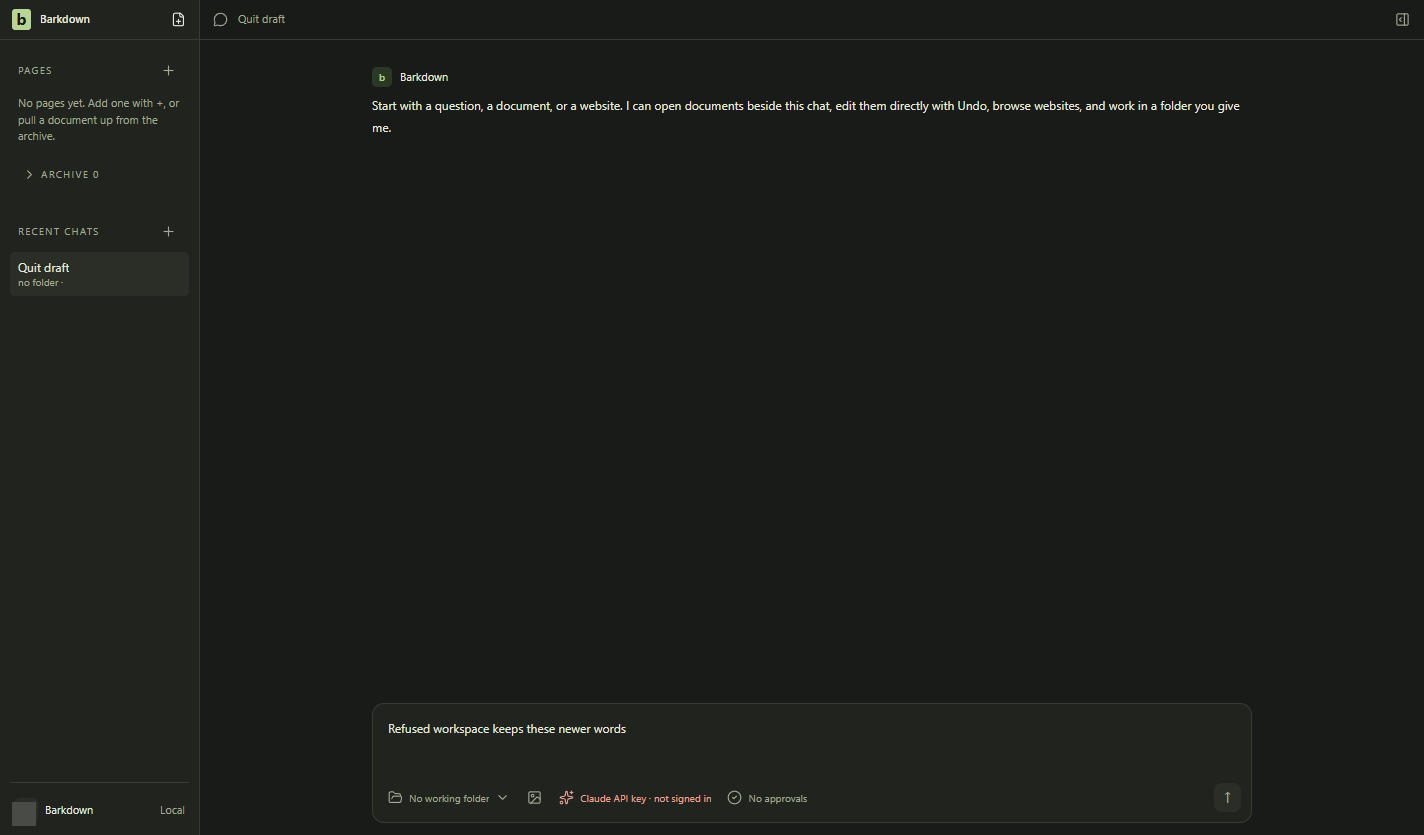 b Barkdown
Quit draft
PAGES
No pages yet. Add one with +, or
pull a document up from the
archive.
ARCHIVE 0
RECENT CHATS
Quit draft
no folder ·
b Barkdown
Start with a question, a document, or a website. I can open documents beside this chat, edit them directly with Undo, browse websites, and work in a folder you give
me.
Refused workspace keeps these newer words
No working folder
Claude API key · not signed in
No approvals
Barkdown
Local